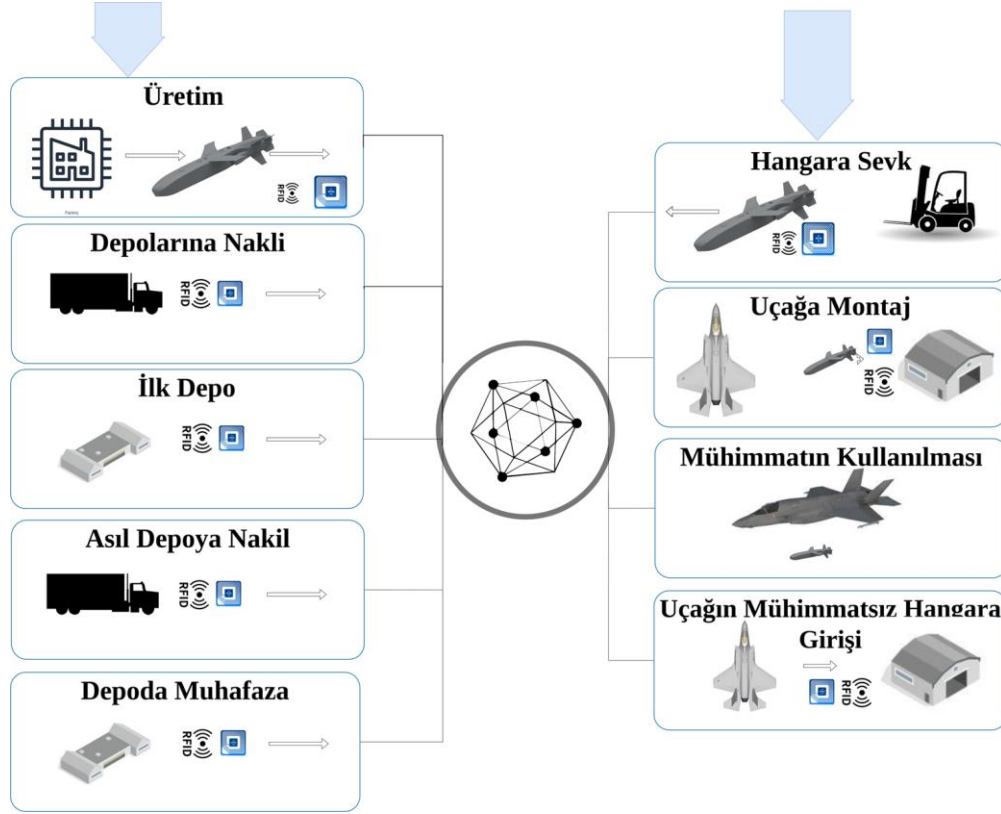 Üretim
RFID
Factory
Depolarına Nakli
RFID
İlk Depo
RFID
Asıl Depoya Nakil
RFID
Depoda Muhafaza
RFID
Hangara Sevk
RFID
Uçağa Montaj
RFID
Mühimmatın Kullanılması
Uçağın Mühimmatsız Hangara
Girişi
RFID